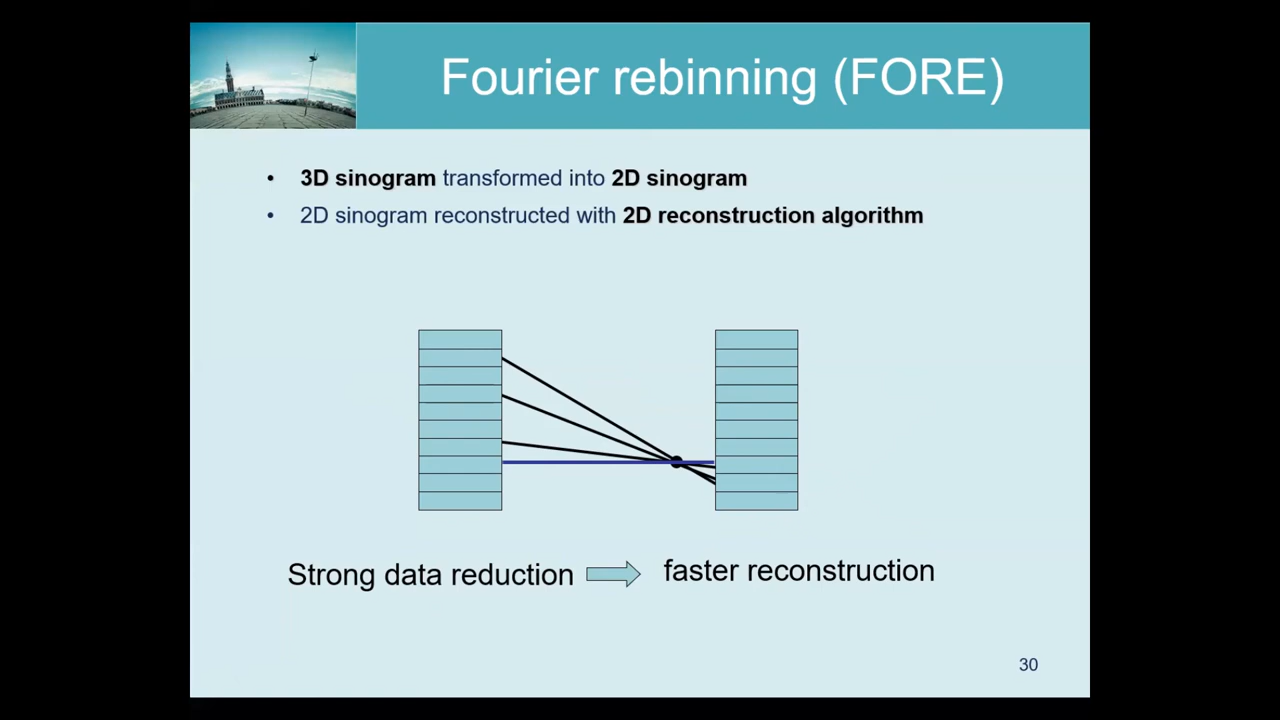 Fourier rebinning (FORE)
• 3D sinogram transformed into 2D sinogram
• 2D sinogram reconstructed with 2D reconstruction algorithm
Strong data reduction faster reconstruction
30